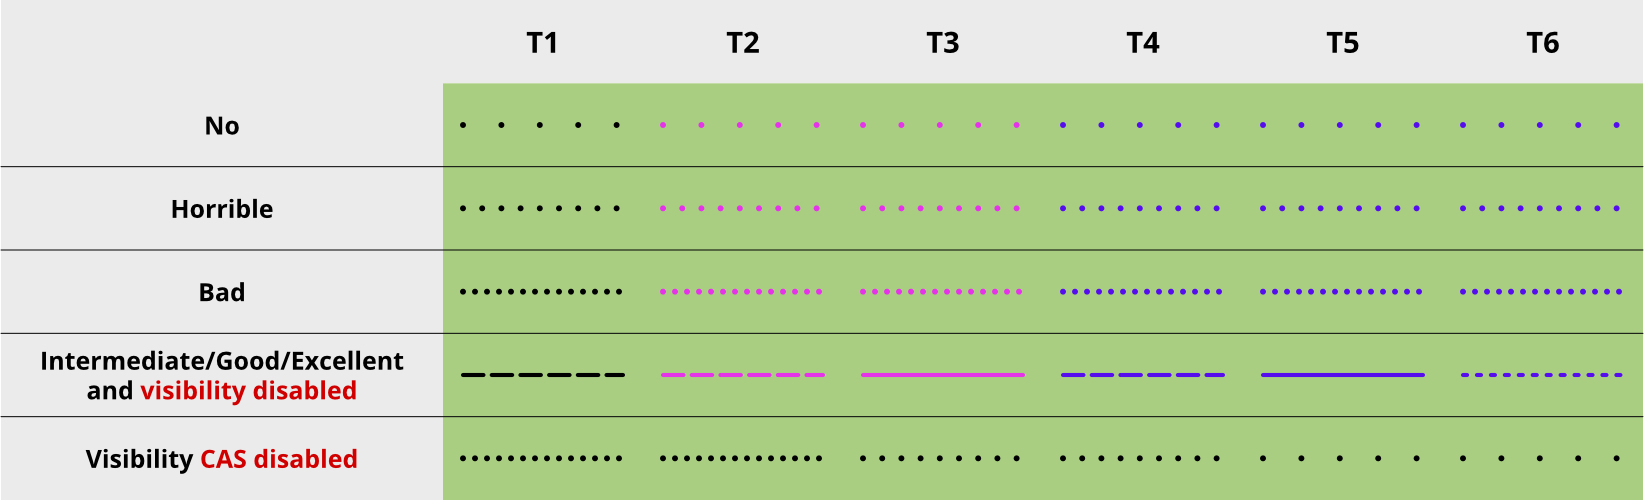 T1 T2 T3 T4 T5 T6
No
Horrible
Bad
Intermediate/Good/Excellent
and visibility disabled
Visibility CAS disabled